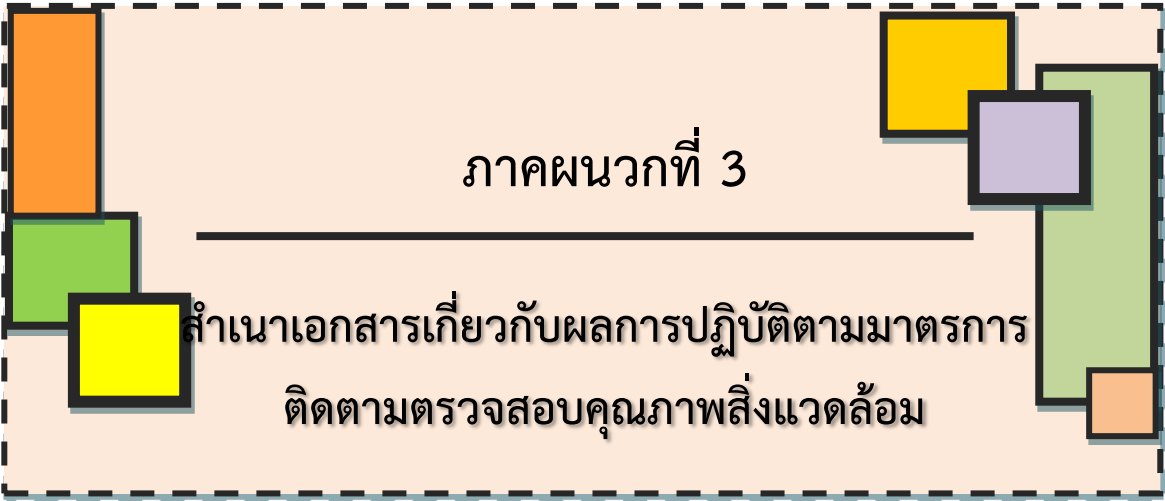 ภาคผนวกที่ 3
สำเนาเอกสารเกี่ยวกับผลการปฏิบัติตามมาตรการ
ติดตามตรวจสอบคุณภาพสิ่งแวดล้อม